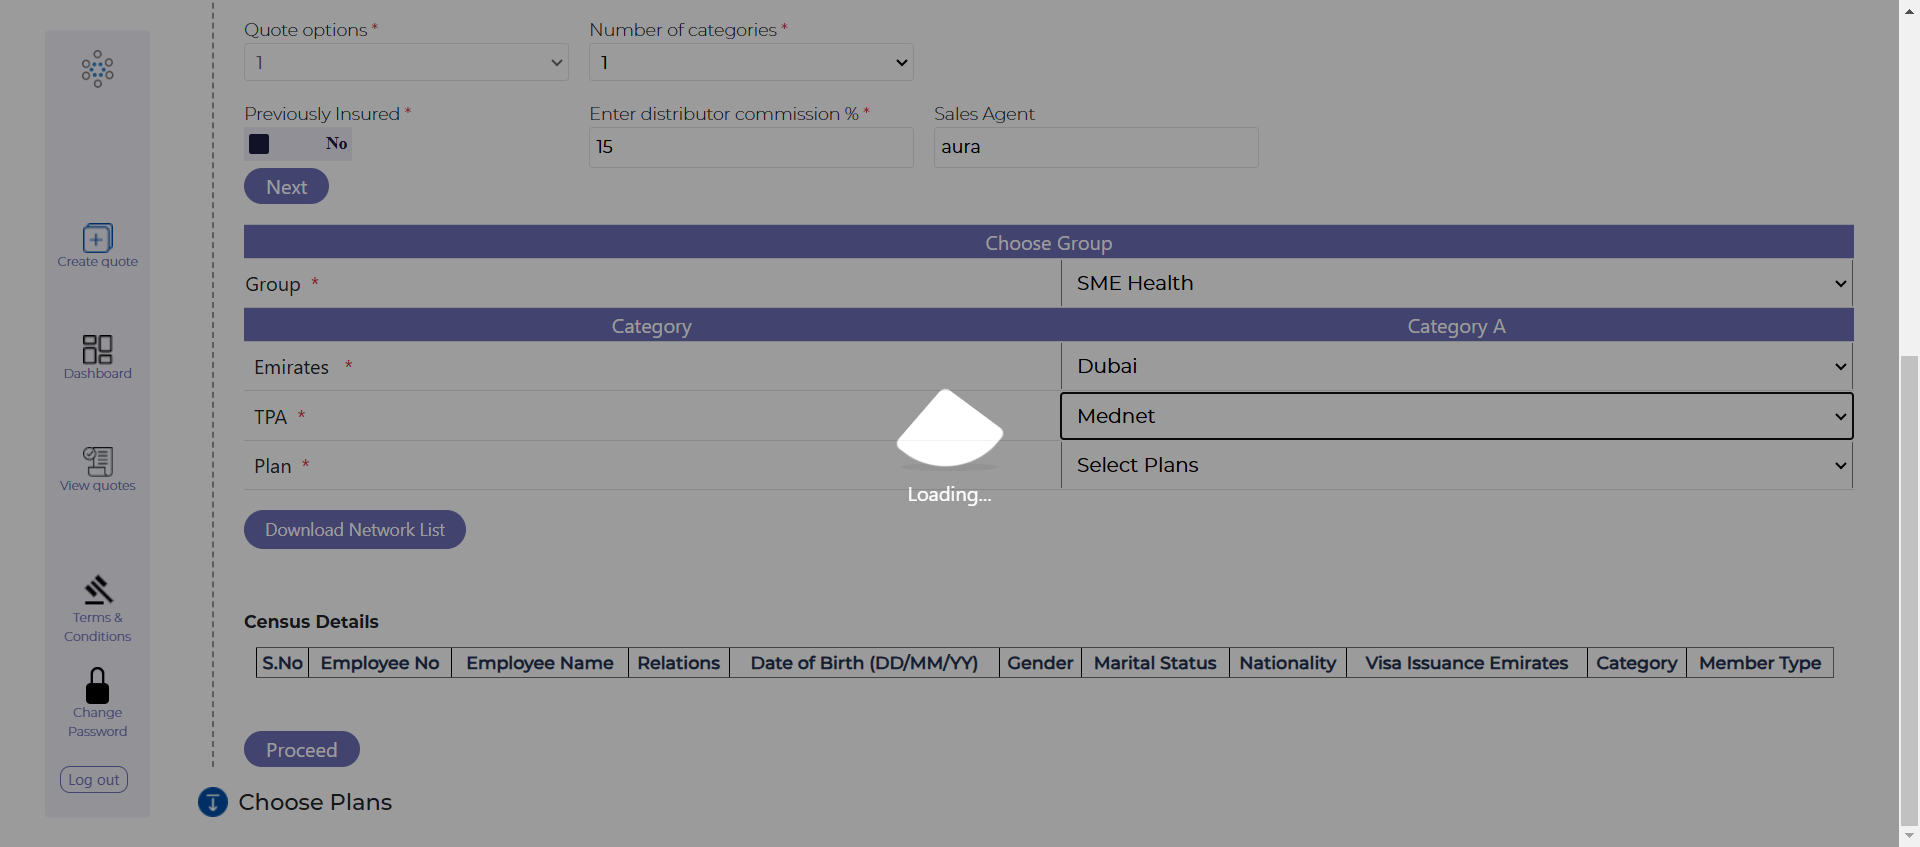 Quote options *
Number of categories *
1
1
Previously Insured *
Enter distributor commission % *
Sales Agent
No
15
aura
Next
Choose Group
Group *
SME Health
Category
Category A
Emirates *
Dubai
TPA *
Mednet
Plan *
Select Plans
Loading...
Download Network List
Census Details
S.No Employee No Employee Name Relations Date of Birth (DD/MM/YY) Gender Marital Status Nationality Visa Issuance Emirates Category Member Type
Proceed
Choose Plans
Create quote
Dashboard
View quotes
Terms &
Conditions
Change
Password
Log out